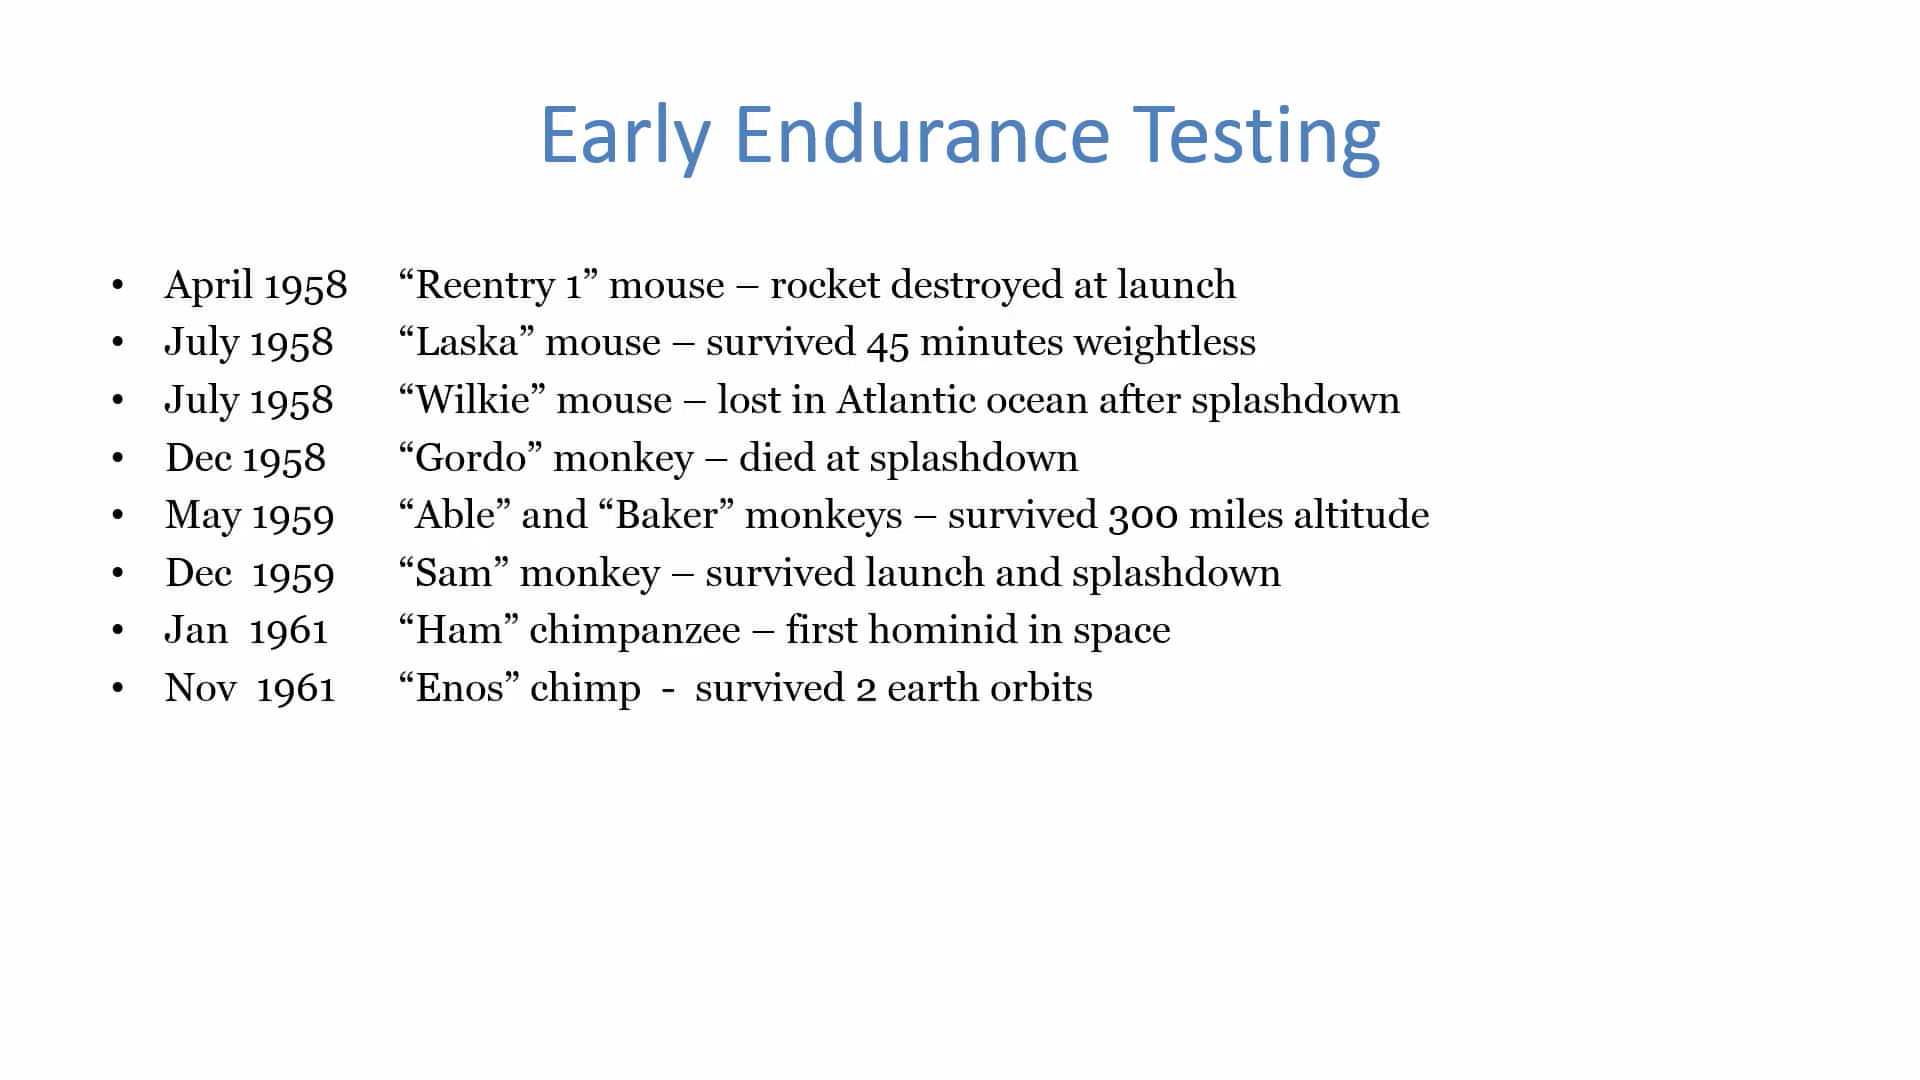 Early Endurance Testing
• April 1958 “Reentry 1” mouse – rocket destroyed at launch
• July 1958 “Laska” mouse – survived 45 minutes weightless
• July 1958 “Wilkie” mouse – lost in Atlantic ocean after splashdown
• Dec 1958 “Gordo” monkey – died at splashdown
• May 1959 “Able” and “Baker” monkeys – survived 300 miles altitude
• Dec 1959 “Sam” monkey – survived launch and splashdown
• Jan 1961 “Ham” chimpanzee – first hominid in space
• Nov 1961 “Enos” chimp - survived 2 earth orbits